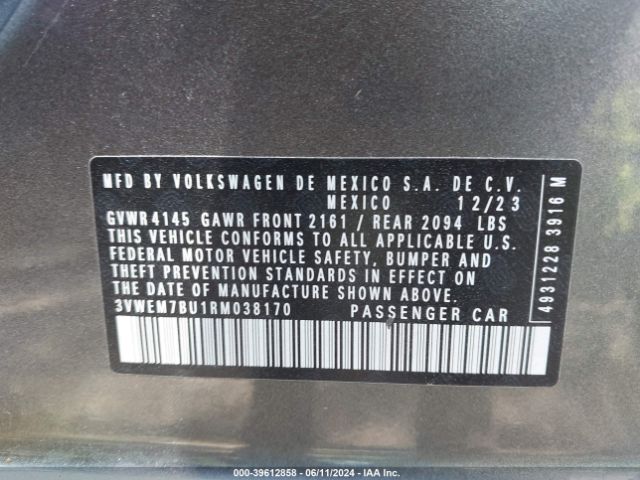 MFD BY VOLKSWAGEN DE MEXICO S.A. DE C.V.
MEXICO 12/23
GVWR 4145 GAWR FRONT 2161 / REAR 2094 LBS
THIS VEHICLE CONFORMS TO ALL APPLICABLE U.S.
FEDERAL MOTOR VEHICLE SAFETY, BUMPER AND
THEFT PREVENTION STANDARDS IN EFFECT ON
THE DATE OF MANUFACTURE SHOWN ABOVE.
3VWEM7BU1RM038170 PASSENGER CAR
4931228 3916 M
000-39612858 - 06/11/2024 - IAA Inc.